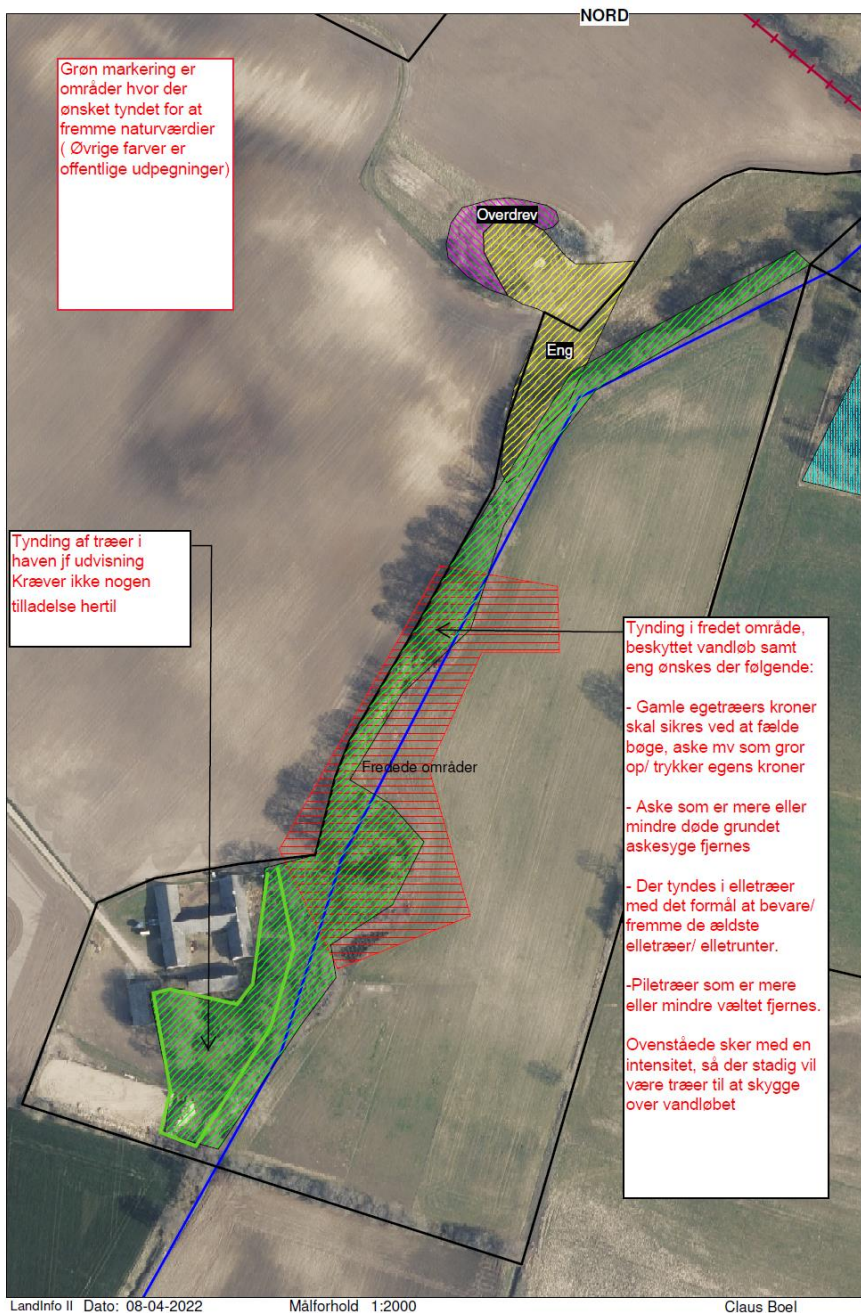 NORD
Grøn markering er
områder hvor der
ønsket tyndet for at
fremme naturværdier
( Øvrige farver er
offentlige udpegninger)
Overdrev
Eng
Tynding af træer i
haven jf udvisning
Kræver ikke nogen
tilladelse hertil
Tynding i fredet område,
beskyttet vandløb samt
eng ønskes der følgende:
- Gamle egetræers kroner
skal sikres ved at fælde
bøge, aske mv som gror
op/ trykker egens kroner
- Aske som er mere eller
mindre døde grundet
askesyge fjernes
- Der tyndes i elletræer
med det formål at bevare/
fremme de ældste
elletræer/ elletrunter.
-Piletræer som er mere
eller mindre væltet fjernes.
Ovenståede sker med en
intensitet, så der stadig vil
være træer til at skygge
over vandløbet
Fredede områder
LandInfo II Dato: 08-04-2022 Målforhold 1:2000 Claus Boel